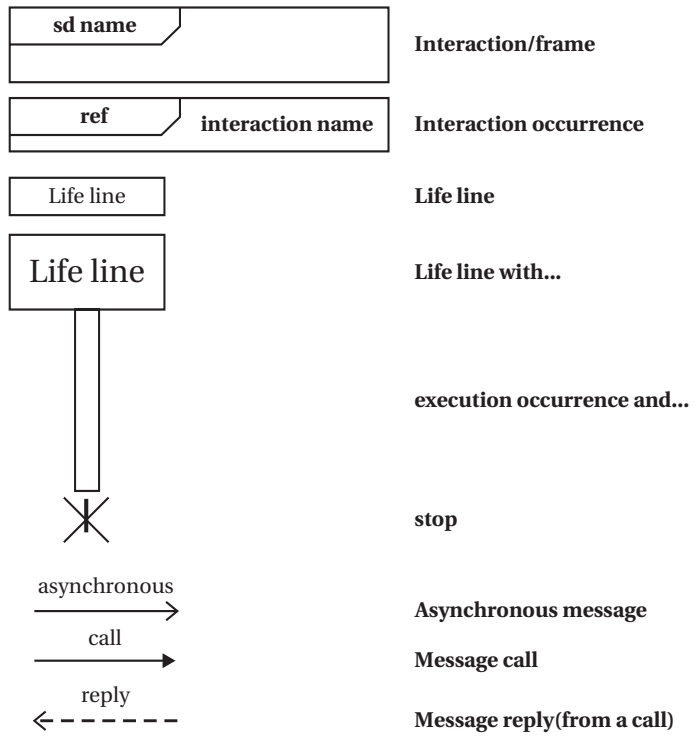 sd name
Interaction/frame
ref
interaction name
Interaction occurrence
Life line
Life line
Life line
Life line with...
execution occurrence and...
stop
asynchronous
Asynchronous message
call
Message call
reply
Message reply(from a call)